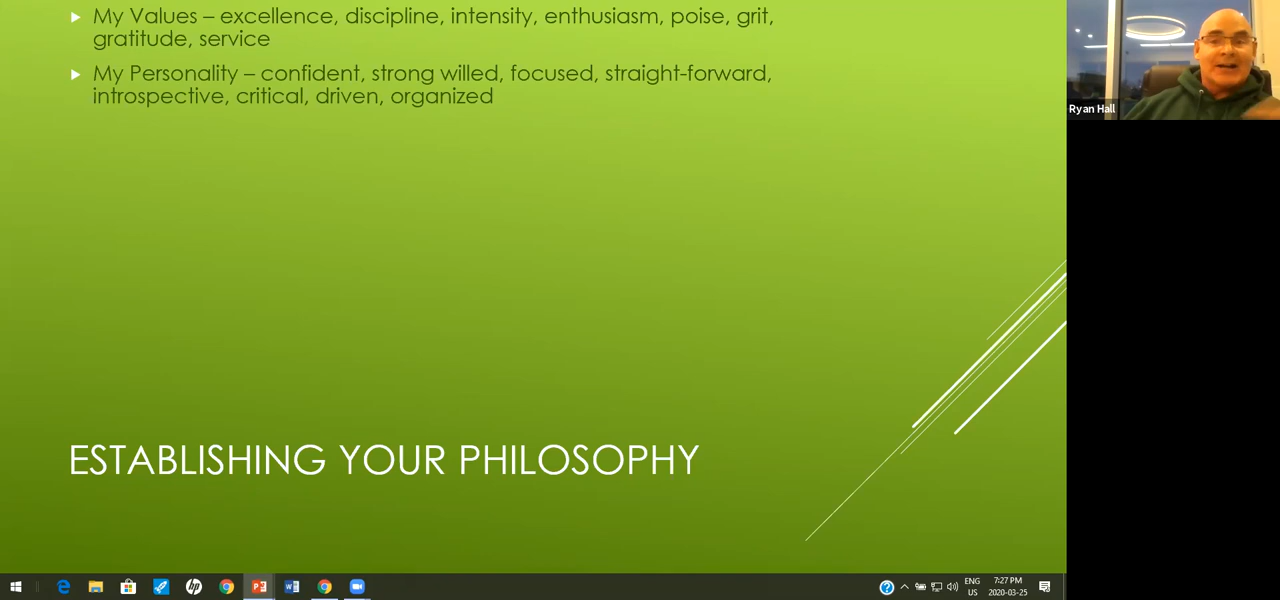 My Values – excellence, discipline, intensity, enthusiasm, poise, grit,
gratitude, service
My Personality – confident, strong willed, focused, straight-forward,
introspective, critical, driven, organized
Ryan Hall
ESTABLISHING YOUR PHILOSOPHY
ENG
US
7:27 PM
2020-03-25